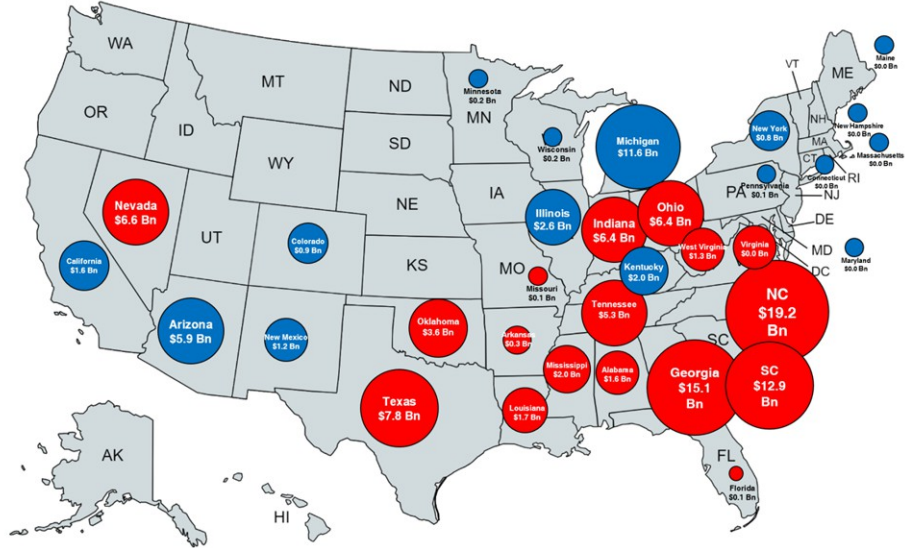 WA
OR
ID
MT
ND
SD
WY
NE
UT
KS
IA
MN
MO
AK
HI
VT
ME
NH
MA
CT
RI
NJ
DE
MD
DC
PA
SC
FL
Maine
$0.0 Bn
Minnesota
$0.2 Bn
Wisconsin
$0.2 Bn
Michigan
$11.6 Bn
New York
$0.8 Bn
New Hampshire
$0.0 Bn
Massachusetts
$0.0 Bn
Connecticut
$0.0 Bn
Pennsylvania
$0.1 Bn
Nevada
$6.6 Bn
Illinois
$2.6 Bn
Indiana
$6.4 Bn
Ohio
$6.4 Bn
California
$1.6 Bn
Colorado
$0.9 Bn
Kentucky
$2.0 Bn
West Virginia
$1.3 Bn
Virginia
$0.0 Bn
Maryland
$0.0 Bn
Missouri
$0.1 Bn
Arizona
$5.9 Bn
New Mexico
$1.2 Bn
Oklahoma
$3.6 Bn
Arkansas
$0.3 Bn
Tennessee
$5.3 Bn
NC
$19.2
Bn
Mississippi
$2.0 Bn
Alabama
$1.6 Bn
Georgia
$15.1
Bn
SC
$12.9
Bn
Texas
$7.8 Bn
Louisiana
$1.7 Bn
Florida
$0.1 Bn